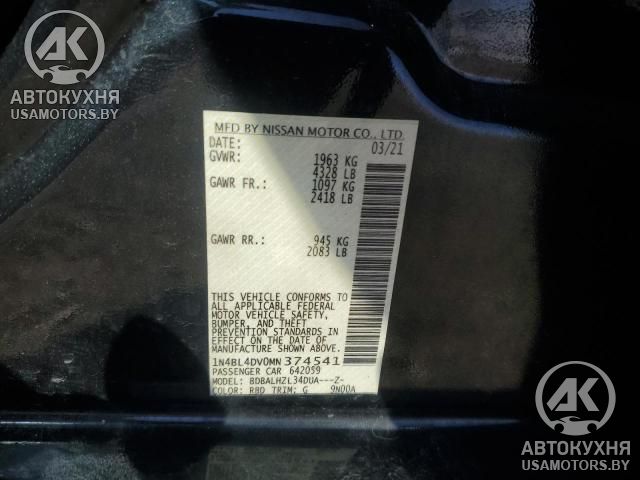 AK
АВТОКУХНЯ
USAMOTORS.BY
MFD BY NISSAN MOTOR CO., LTD.
DATE: 03/21
GVWR: 1963 KG
4328 LB
GAWR FR.: 1097 KG
2418 LB
GAWR RR.: 945 KG
2083 LB
THIS VEHICLE CONFORMS TO
ALL APPLICABLE FEDERAL
MOTOR VEHICLE SAFETY,
BUMPER, AND THEFT
PREVENTION STANDARDS IN
EFFECT ON THE DATE OF
MANUFACTURE SHOWN ABOVE.
1N4BL4DV0MN374541
PASSENGER CAR 642059
MODEL: BDBALHZL34DUA---Z-
COLOR: RBD TRIM: G 9N00A
AK
АВТОКУХНЯ
USAMOTORS.BY